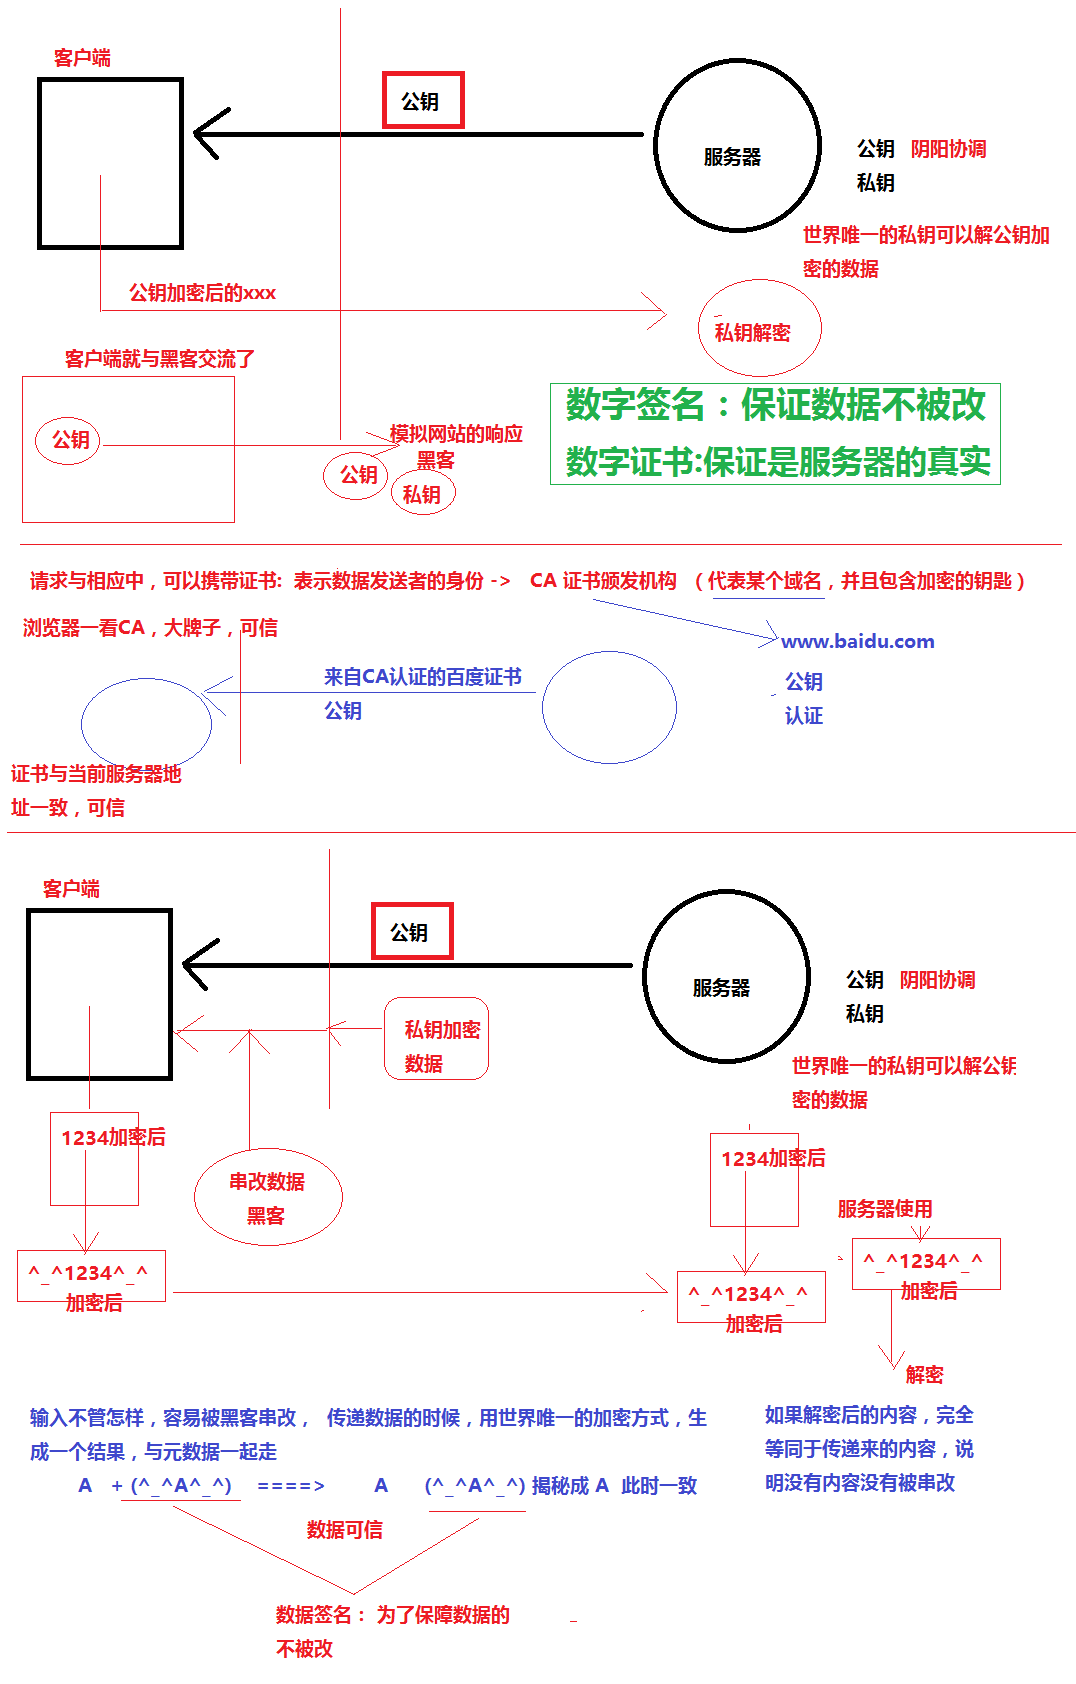 客户端
公钥
服务器
公钥 阴阳协调
私钥
世界唯一的私钥可以解公钥加
密的数据
公钥加密后的xxx
私钥解密
客户端就与黑客交流了
公钥
模拟网站的响应
黑客
公钥
私钥
数字签名：保证数据不被改
数字证书:保证是服务器的真实
请求与相应中，可以携带证书: 表示数据发送者的身份 -> CA 证书颁发机构 （代表某个域名，并且包含加密的钥匙）
浏览器一看CA，大牌子，可信
www.baidu.com
来自CA认证的百度证书
公钥
公钥
认证
证书与当前服务器地
址一致，可信
客户端
公钥
服务器
公钥 阴阳协调
私钥
私钥加密
数据
世界唯一的私钥可以解公钥
密的数据
1234加密后
串改数据
黑客
1234加密后
服务器使用
^_^1234^_^
加密后
^_^1234^_^
加密后
^_^1234^_^
加密后
解密
输入不管怎样，容易被黑客串改， 传递数据的时候，用世界唯一的加密方式，生
成一个结果，与元数据一起走
A +(^_^A^_^) ====> A (^_^A^_^) 揭秘成 A 此时一致
如果解密后的内容，完全
等同于传递来的内容，说
明没有内容没有被串改
数据可信
数据签名： 为了保障数据的
不被改